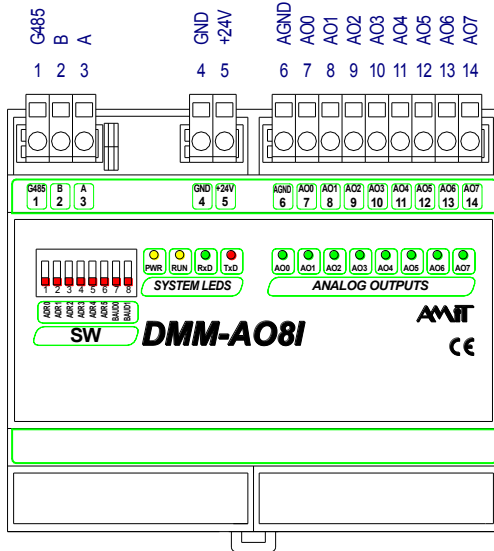 G485 B A GND +24V AGND AO0 AO1 AO2 AO3 AO4 AO5 AO6 AO7
1 2 3 4 5 6 7 8 9 10 11 12 13 14
G485 B A GND +24V AGND AO0 AO1 AO2 AO3 AO4 AO5 AO6 AO7
1 2 3 4 5 6 7 8 9 10 11 12 13 14
PWR RUN RxD TxD AO0 AO1 AO2 AO3 AO4 AO5 AO6 AO7
1 2 3 4 5 6 7 8
SYSTEM LEDS ANALOG OUTPUTS
ADR0 ADR1 ADR2 ADR3 ADR4 ADR5 BAUD0 BAUD1
SW
DMM-AO8I
AMiT
CE